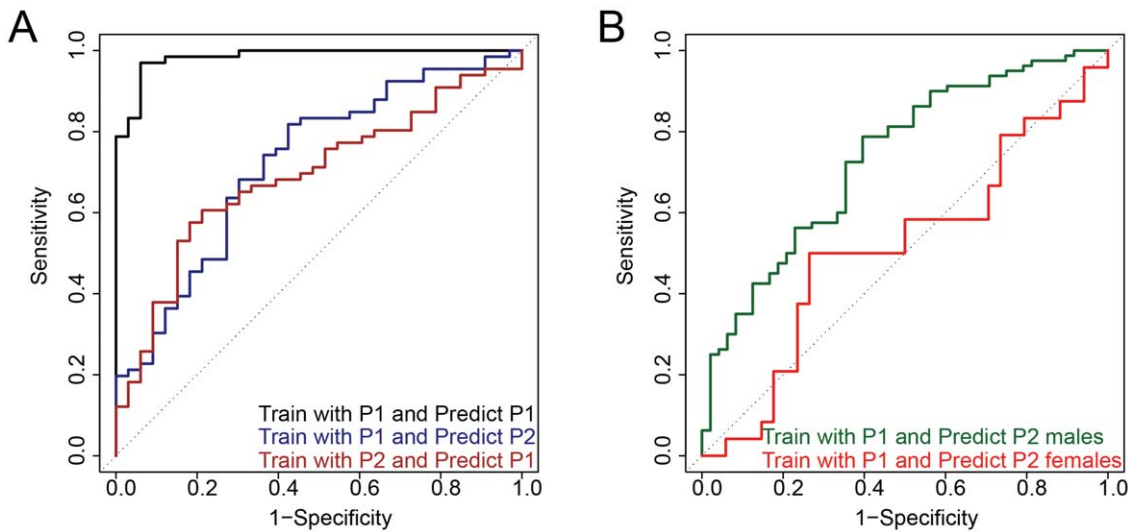 A
Sensitivity
1.0
0.8
0.6
0.4
0.2
0.0
Train with P1 and Predict P1
Train with P1 and Predict P2
Train with P2 and Predict P1
0.0 0.2 0.4 0.6 0.8 1.0
1−Specificity
B
Sensitivity
1.0
0.8
0.6
0.4
0.2
0.0
Train with P1 and Predict P2 males
Train with P1 and Predict P2 females
0.0 0.2 0.4 0.6 0.8 1.0
1−Specificity